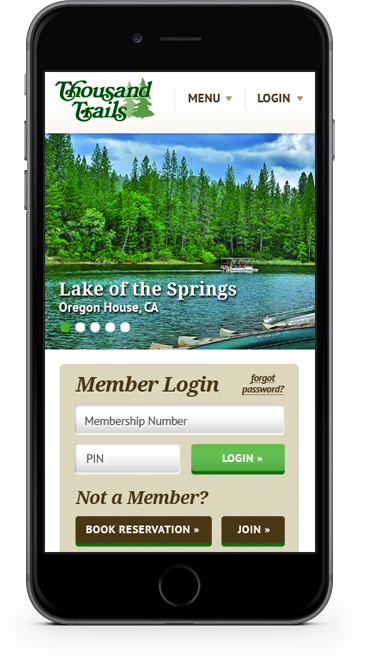 Thousand
Trails
MENU
LOGIN
Lake of the Springs
Oregon House, CA
Member Login
forgot
password?
Membership Number
PIN
LOGIN »
Not a Member?
BOOK RESERVATION »
JOIN »